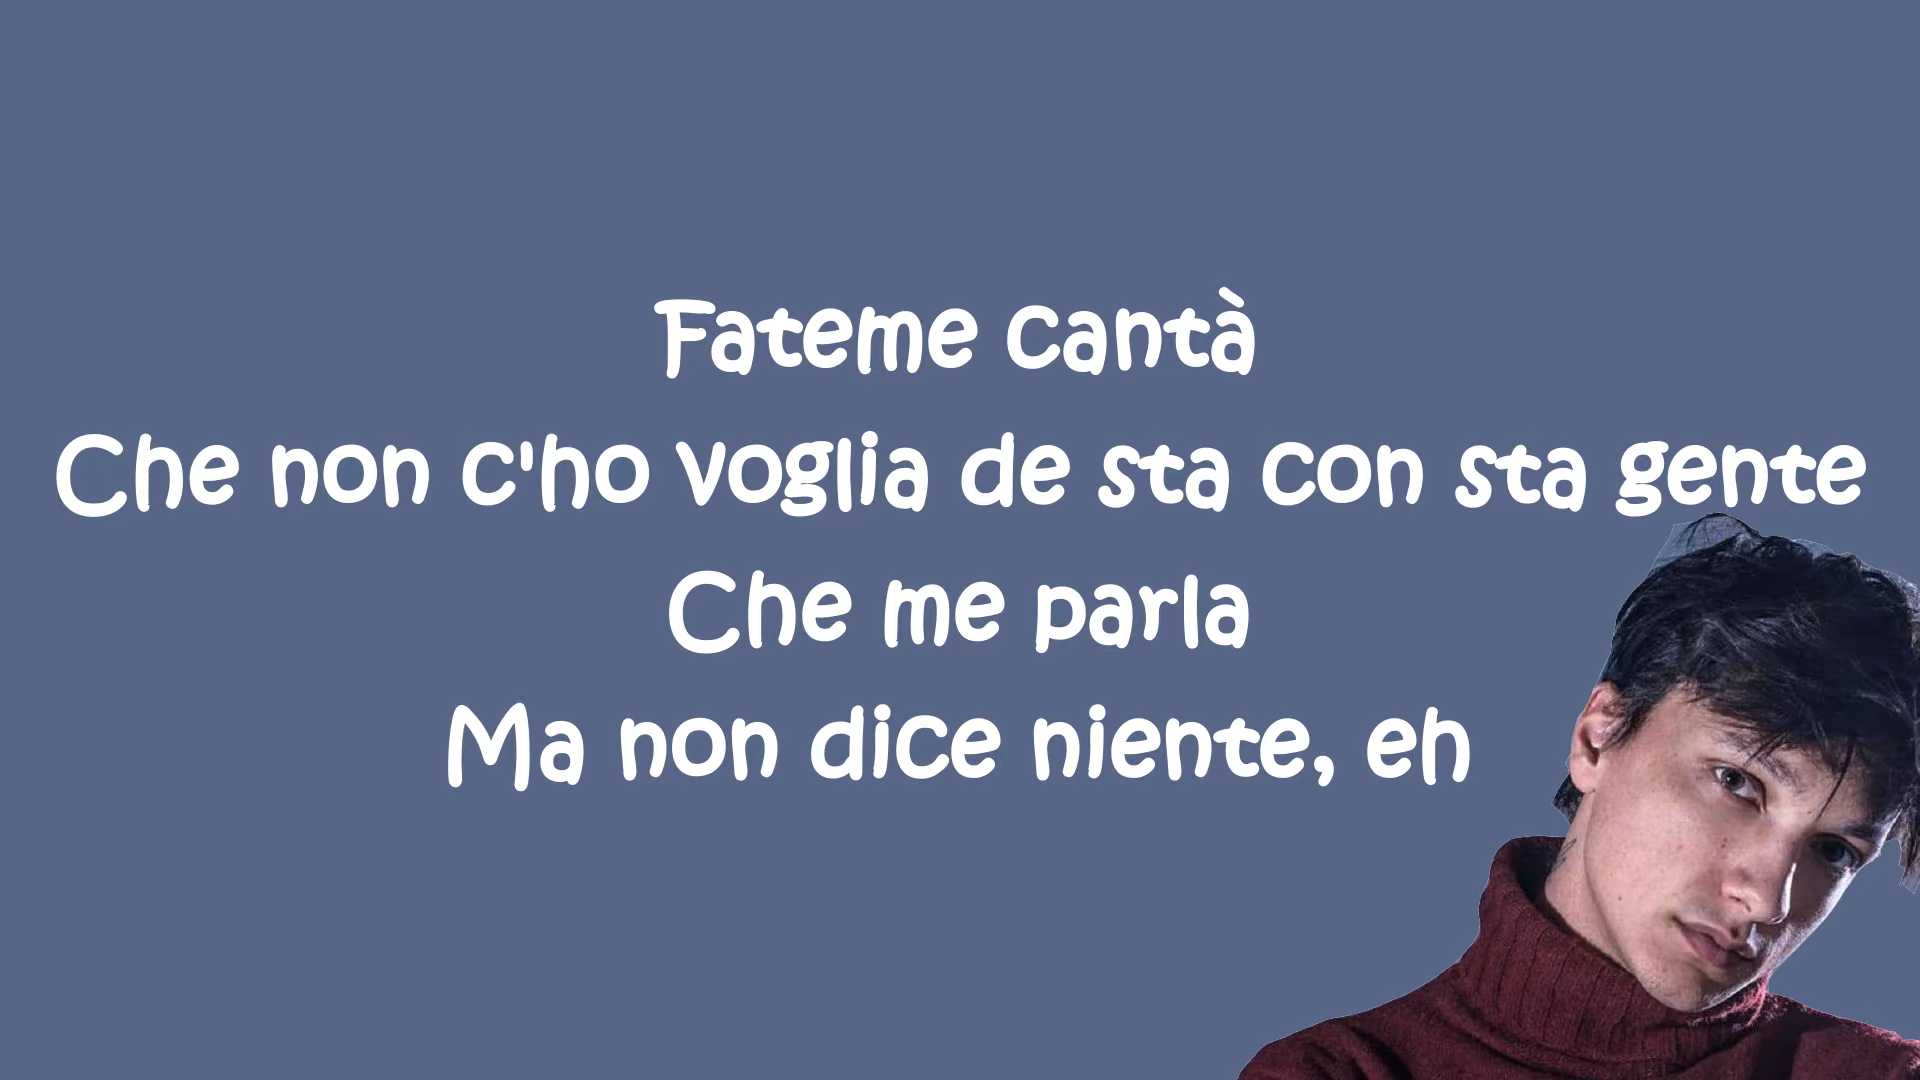 Fateme cantà
Che non c'ho voglia de sta con sta gente
Che me parla
Ma non dice niente, eh